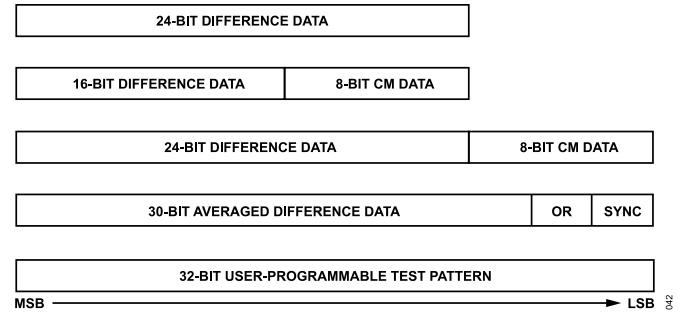 24-BIT DIFFERENCE DATA
16-BIT DIFFERENCE DATA 8-BIT CM DATA
24-BIT DIFFERENCE DATA 8-BIT CM DATA
30-BIT AVERAGED DIFFERENCE DATA OR SYNC
32-BIT USER-PROGRAMMABLE TEST PATTERN
MSB LSB
042